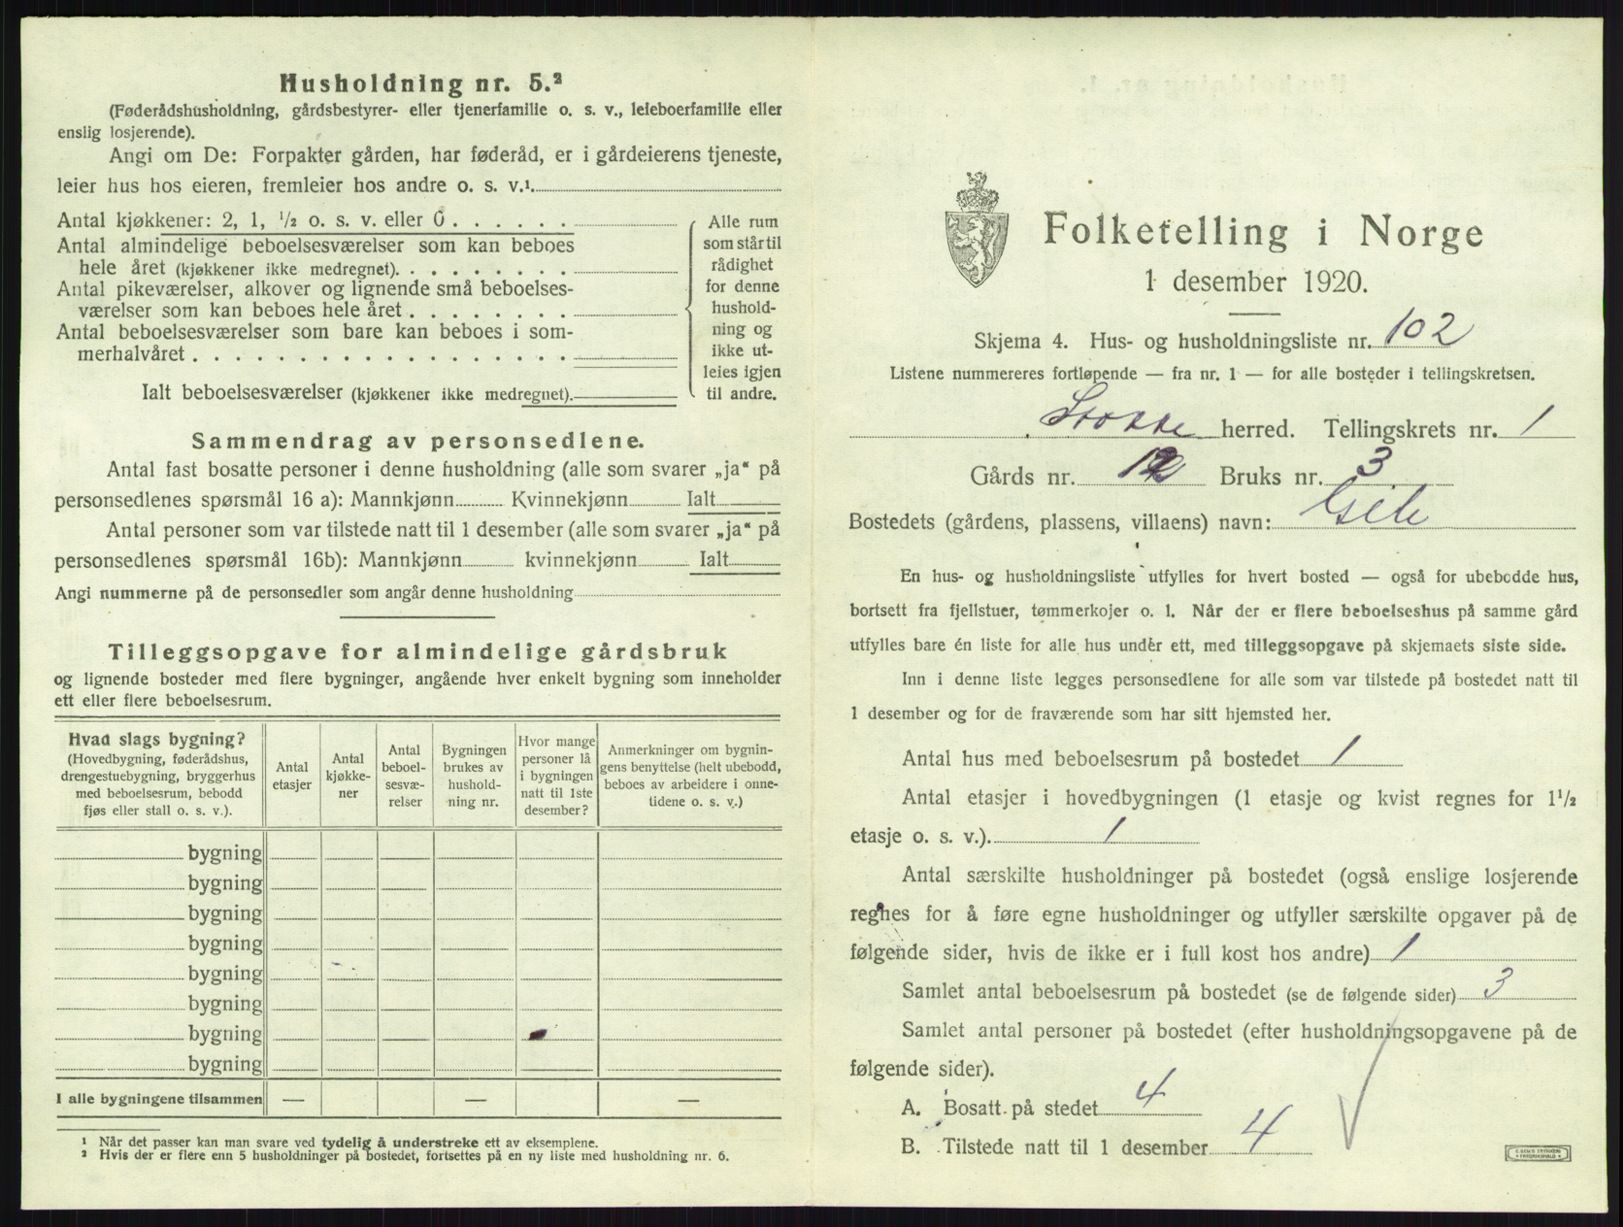 Husholdning nr. 5.²
(Føderådshusholdning, gårdsbestyrer- eller tjenerfamilie o. s. v., leieboerfamilie eller
enslig losjerende).
Angi om De: Forpakter gården, har føderåd, er i gårdeierens tjeneste,
leier hus hos eieren, fremleier hos andre o. s. v.¹
Antal kjøkkener: 2, 1, ½ o. s. v. eller 0
Antal almindelige beboelsesværelser som kan beboes
hele året (kjøkkener ikke medregnet).
Antal pikeværelser, alkover og lignende små beboelses-
værelser som kan beboes hele året
Antal beboelsesværelser som bare kan beboes i som-
merhalvåret
Ialt beboelsesværelser (kjøkkener ikke medregnet).
Alle rum
som står til
rådighet
for denne
hushold-
ning og
ikke ut-
leies igjen
til andre.
Sammendrag av personsedlene.
Antal fast bosatte personer i denne husholdning (alle som svarer „ja“ på
personsedlenes spørsmål 16 a): Mannkjønn Kvinnekjønn Ialt
Antal personer som var tilstede natt til 1 desember (alle som svarer „ja“ på
personsedlenes spørsmål 16b): Mannkjønn kvinnekjønn Ialt
Angi nummerne på de personsedler som angår denne husholdning
Tilleggsopgave for almindelige gårdsbruk
og lignende bosteder med flere bygninger, angående hver enkelt bygning som inneholder
ett eller flere beboelsesrum.
Hvad slags bygning?
(Hovedbygning, føderådshus,
drengestuebygning, bryggerhus
med beboelsesrum, bebodd
fjøs eller stall o. s. v.).
Antal
etasjer
Antal
kjøkke-
ner
Antal
beboel-
sesvæ-
relser
Bygningen
brukes av
hushold-
ning nr.
Hvor mange
personer lå
i bygningen
natt til 1ste
desember?
Anmerkninger om bygnin-
gens benyttelse (helt ubebodd,
beboes av arbeidere i onne-
tidene o. s. v.)
bygning
bygning
bygning
bygning
bygning
bygning
bygning
bygning
I alle bygningene tilsammen — — —
¹ Når det passer kan man svare ved tydelig å understreke ett av eksemplene.
² Hvis der er flere enn 5 husholdninger på bostedet, fortsettes på en ny liste med husholdning nr. 6.
Folketelling i Norge
1 desember 1920.
Skjema 4. Hus- og husholdningsliste nr. 102
Listene nummereres fortløpende — fra nr. 1 — for alle bosteder i tellingskretsen.
Stokke herred. Tellingskrets nr. 1
Gårds nr. 12 Bruks nr. 3
Bostedets (gårdens, plassens, villaens) navn:
En hus- og husholdningsliste utfylles for hvert bosted — også for ubebodde hus,
bortsett fra fjellstuer, tømmerkojer o. l. Når der er flere beboelseshus på samme gård
utfylles bare én liste for alle hus under ett, med tilleggsopgave på skjemaets siste side.
Inn i denne liste legges personsedlene for alle som var tilstede på bostedet natt til
1 desember og for de fraværende som har sitt hjemsted her.
Antal hus med beboelsesrum på bostedet 1
Antal etasjer i hovedbygningen (1 etasje og kvist regnes for 1½
etasje o. s. v.). 1
Antal særskilte husholdninger på bostedet (også enslige losjerende
regnes for å føre egne husholdninger og utfyller særskilte opgaver på de
følgende sider, hvis de ikke er i full kost hos andre) 1
Samlet antal beboelsesrum på bostedet (se de følgende sider) 3
Samlet antal personer på bostedet (efter husholdningsopgavene på de
følgende sider).
A. Bosatt på stedet 4
B. Tilstede natt til 1 desember 4